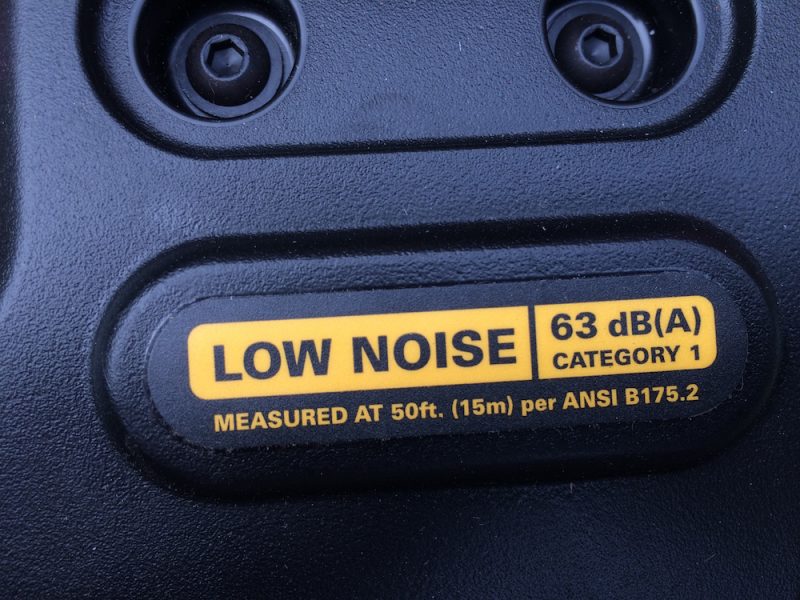 LOW NOISE
63 dB(A)
CATEGORY 1
MEASURED AT 50ft. (15m) per ANSI B175.2